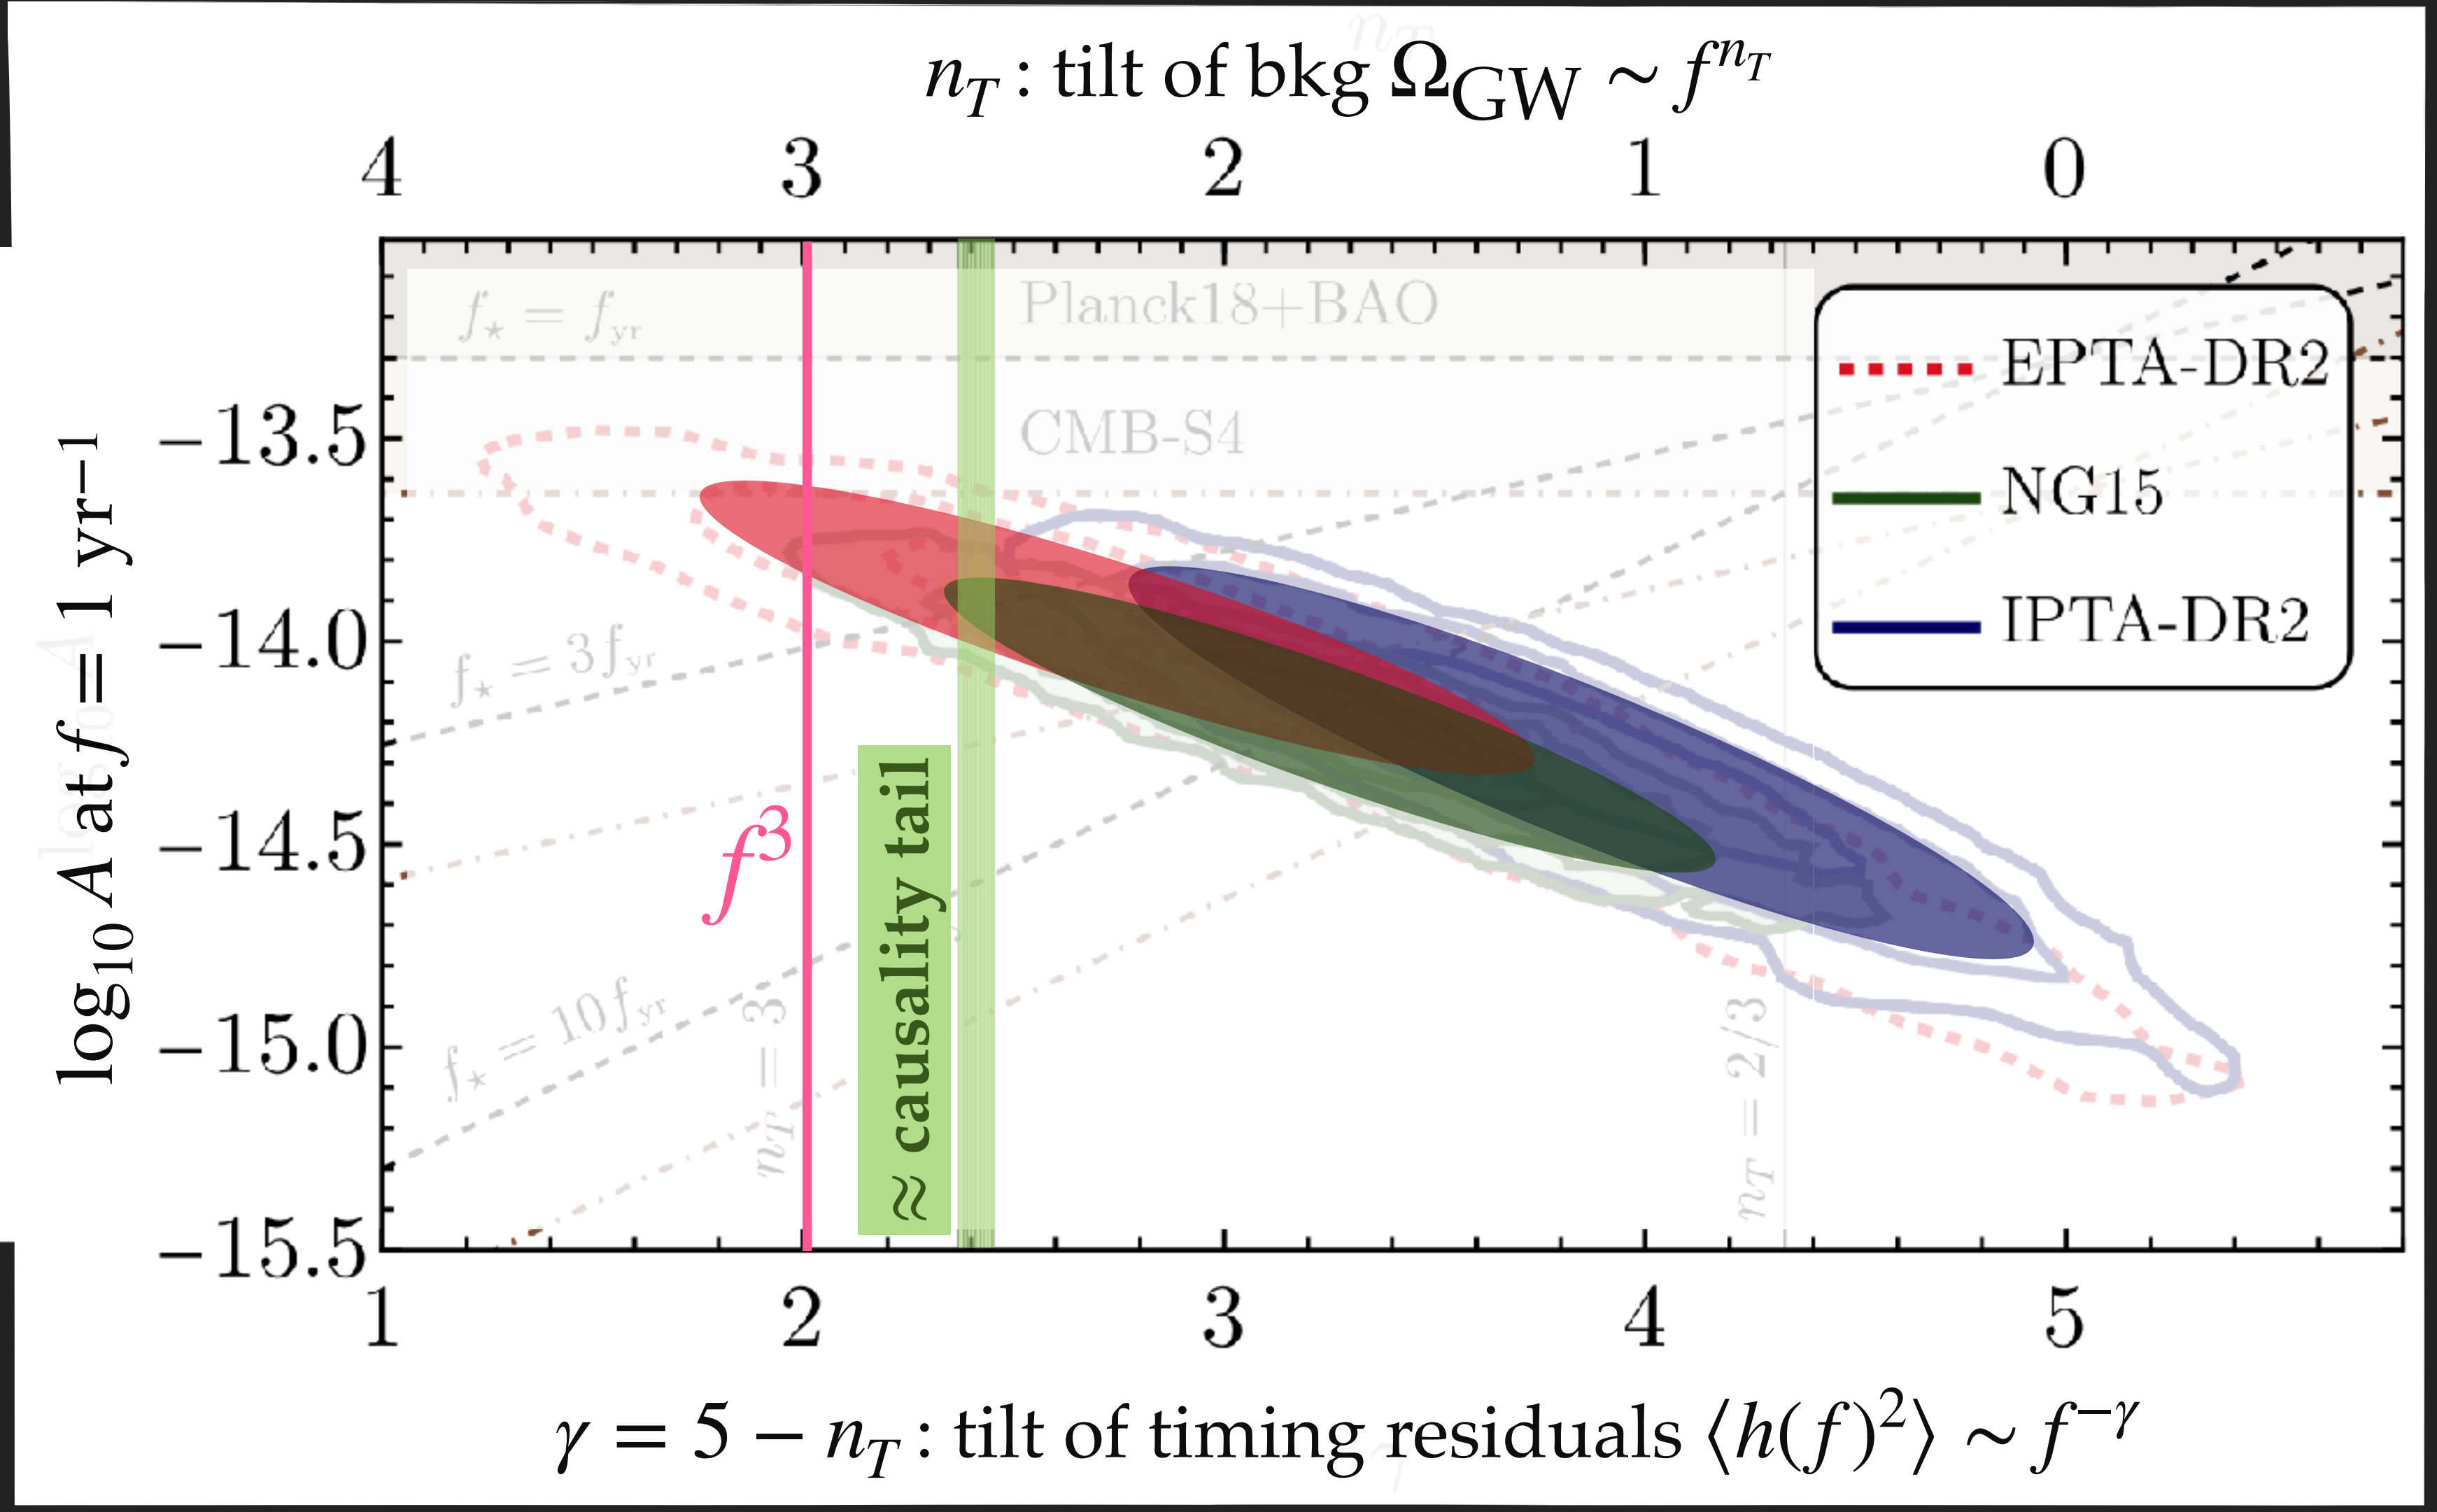 n_T : tilt of bkg Ω_GW ∼ f^{n_T}
4 3 2 1 0
f⋆ = f_yr
Planck18+BAO
CMB-S4
EPTA-DR2
NG15
IPTA-DR2
log₁₀ A at f = 1 yr⁻¹
−13.5
−14.0
−14.5
−15.0
−15.5
f⋆ = 3f_yr
f⋆ = 10f_yr
f³
n_T = 3
≈ causality tail
n_T = 2/3
1 2 3 4 5
γ = 5 − n_T : tilt of timing residuals ⟨h(f)²⟩ ∼ f^{−γ}